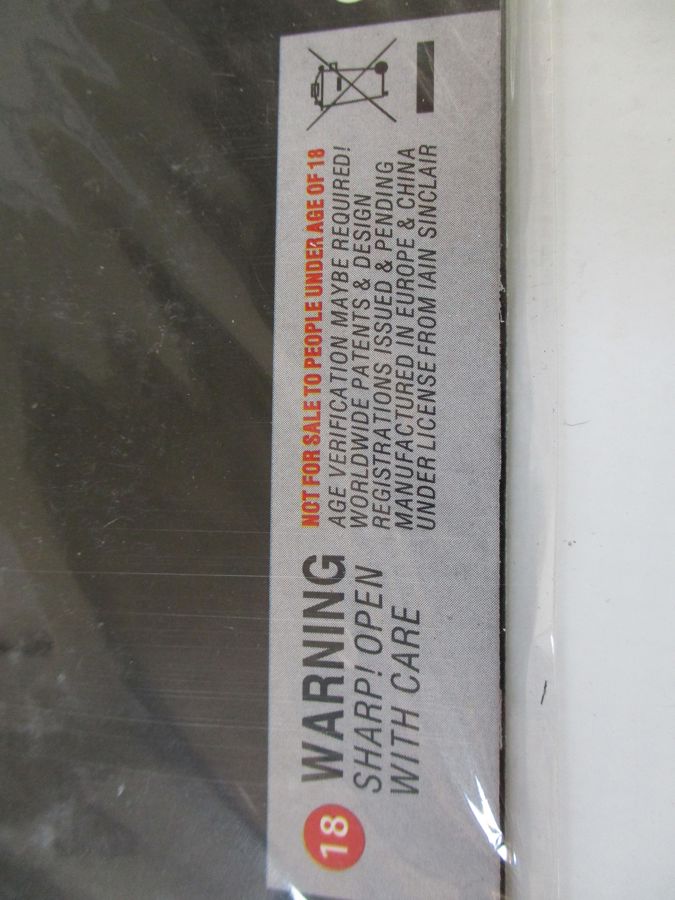 18
WARNING
SHARP! OPEN
WITH CARE
NOT FOR SALE TO PEOPLE UNDER AGE OF 18
AGE VERIFICATION MAYBE REQUIRED!
WORLDWIDE PATENTS & DESIGN
REGISTRATIONS ISSUED & PENDING
MANUFACTURED IN EUROPE & CHINA
UNDER LICENSE FROM IAIN SINCLAIR